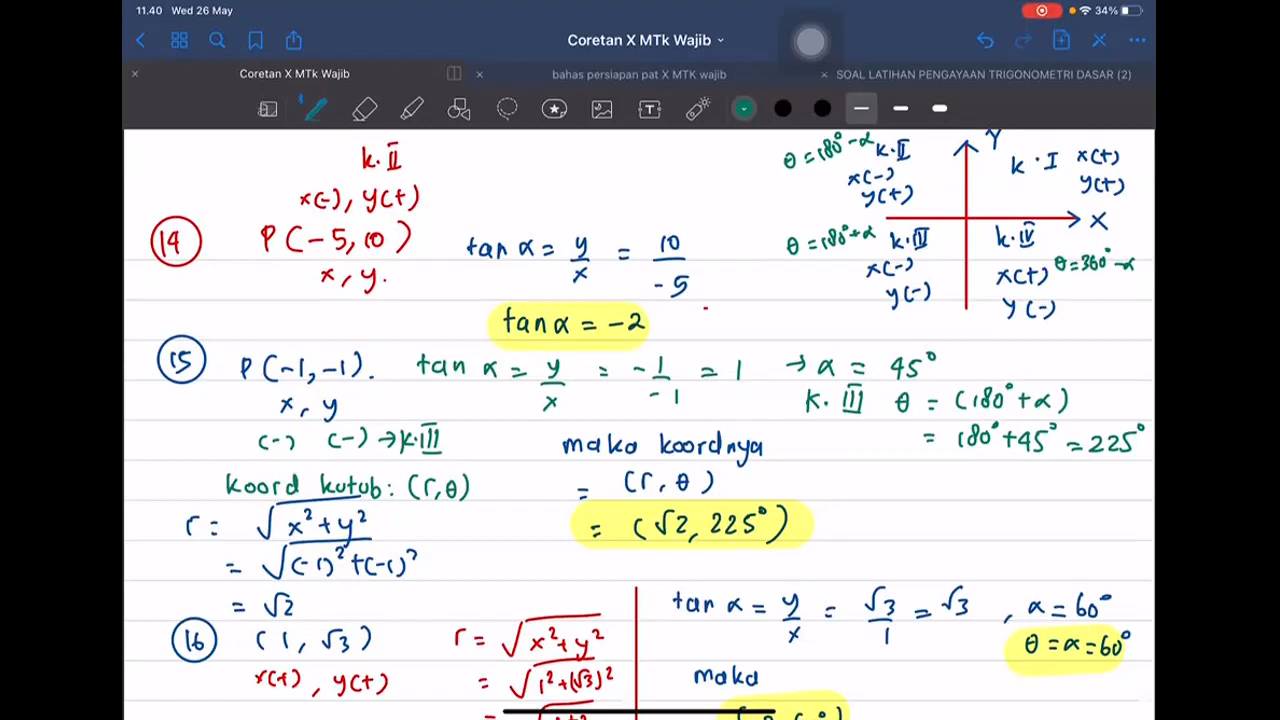 11.40 Wed 26 May
34%
Coretan X MTk Wajib
Coretan X MTk Wajib
bahas persiapan pat X MTK wajib
SOAL LATIHAN PENGAYAAN TRIGONOMETRI DASAR (2)
k. II
x(-), y(+)
14 P(-5, 10)
x, y.
tan α = y/x = 10/-5
tan α = -2
θ = 180° - α k. II
x(-)
y(+)
Y
k. I x(+)
y(+)
X
θ = 180° + α k. III
x(-)
y(-)
k. IV
x(+) θ = 360° - α
y(-)
15 P(-1, -1). tan α = y/x = -1/-1 = 1 → α = 45°
x, y
(-) (-) → k. III
k. III θ = (180° + α)
= 180° + 45° = 225°
koord kutub: (r, θ)
r = √x² + y²
= √(-1)² + (-1)²
= √2
maka koordnya
= (r, θ)
= (√2, 225°)
16 (1, √3)
x(+), y(+)
r = √x² + y²
= √1² + (√3)²
=
tan α = y/x = √3/1 = √3, α = 60°
θ = α = 60°
maka